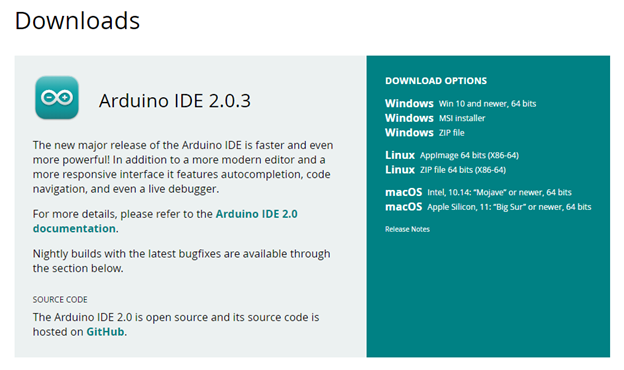 Downloads
Arduino IDE 2.0.3
The new major release of the Arduino IDE is faster and even
more powerful! In addition to a more modern editor and a
more responsive interface it features autocompletion, code
navigation, and even a live debugger.
For more details, please refer to the Arduino IDE 2.0
documentation.
Nightly builds with the latest bugfixes are available through
the section below.
SOURCE CODE
The Arduino IDE 2.0 is open source and its source code is
hosted on GitHub.
DOWNLOAD OPTIONS
Windows Win 10 and newer, 64 bits
Windows MSI installer
Windows ZIP file
Linux AppImage 64 bits (X86-64)
Linux ZIP file 64 bits (X86-64)
macOS Intel, 10.14: “Mojave” or newer, 64 bits
macOS Apple Silicon, 11: “Big Sur” or newer, 64 bits
Release Notes